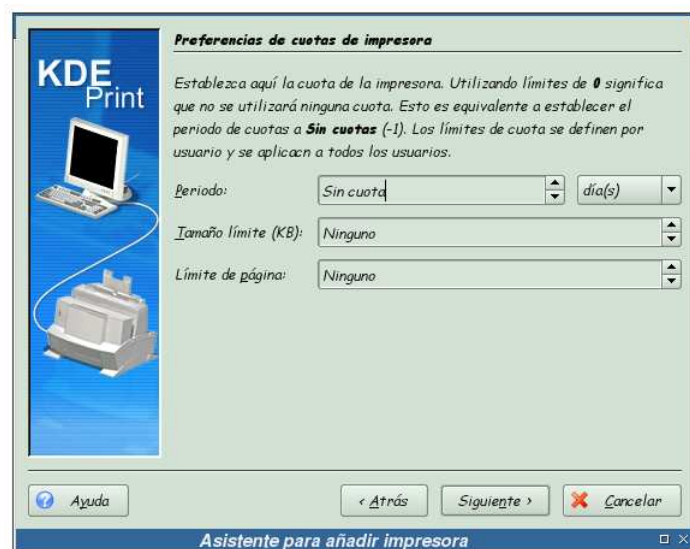 KDE
Print
Preferencias de cuotas de impresora
Establezca aquí la cuota de la impresora. Utilizando límites de 0 significa
que no se utilizará ninguna cuota. Esto es equivalente a establecer el
periodo de cuotas a Sin cuotas (-1). Los límites de cuota se definen por
usuario y se aplicacn a todos los usuarios.
Periodo: Sin cuota día(s)
Tamaño límite (KB): Ninguno
Límite de página: Ninguno
Ayuda < Atrás Siguiente > Cancelar
Asistente para añadir impresora